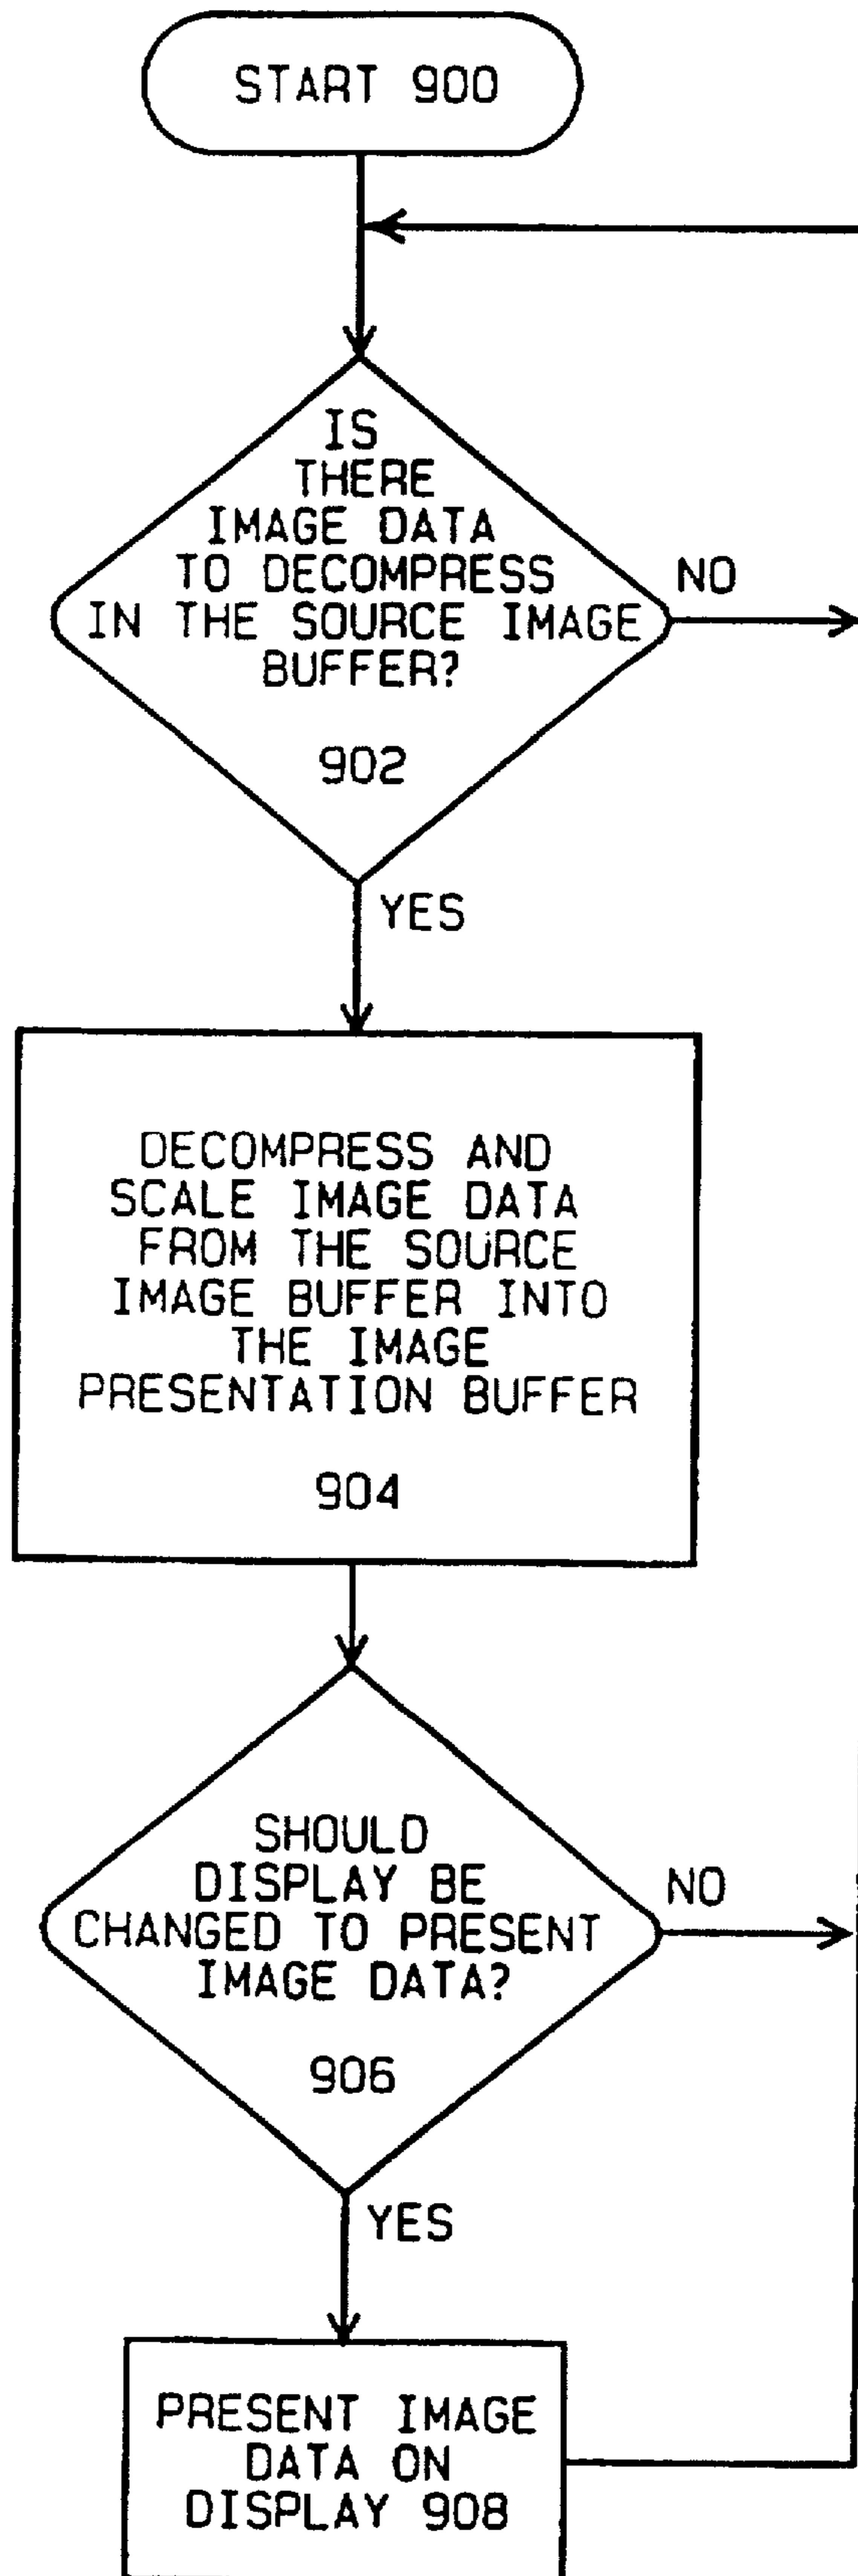 START 900
IS
THERE
IMAGE DATA
TO DECOMPRESS
IN THE SOURCE IMAGE
BUFFER?
902
NO
YES
DECOMPRESS AND
SCALE IMAGE DATA
FROM THE SOURCE
IMAGE BUFFER INTO
THE IMAGE
PRESENTATION BUFFER
904
SHOULD
DISPLAY BE
CHANGED TO PRESENT
IMAGE DATA?
906
NO
YES
PRESENT IMAGE
DATA ON
DISPLAY 908